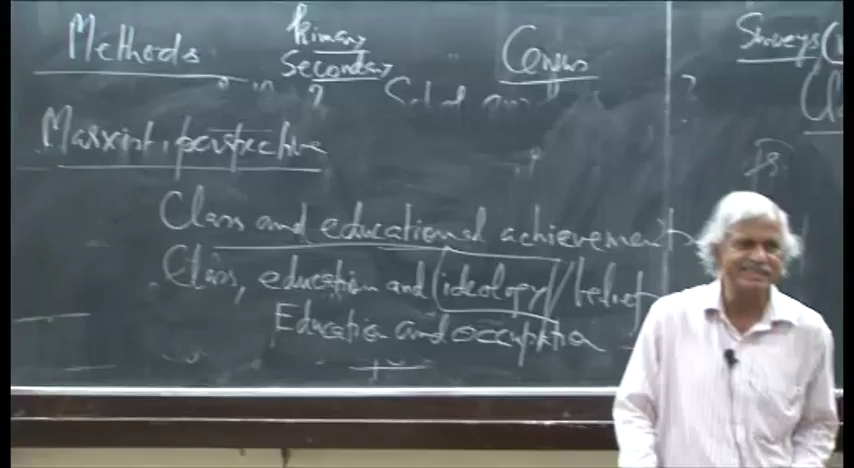 Methods Primary Census Surveys
Secondary
Marxist perspective
Class and educational achievement
Class, education and (ideology)/belief
Education and occupation